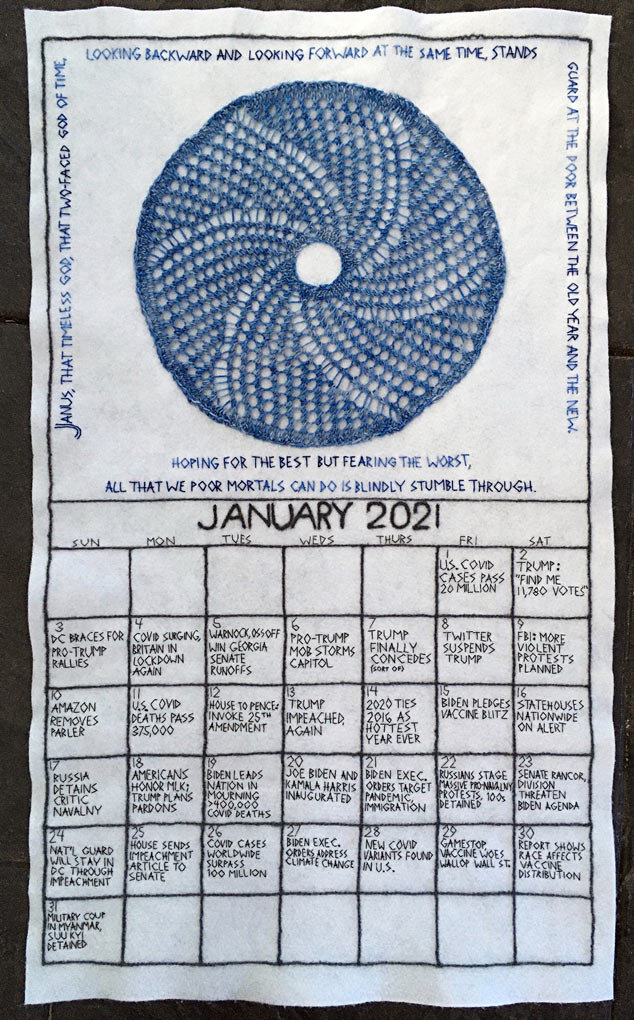 JANUS, THAT TIMELESS GOD, THAT TWO-FACED GOD OF TIME,
LOOKING BACKWARD AND LOOKING FORWARD AT THE SAME TIME, STANDS
GUARD AT THE DOOR BETWEEN THE OLD YEAR AND THE NEW.
HOPING FOR THE BEST BUT FEARING THE WORST,
ALL THAT WE POOR MORTALS CAN DO IS BLINDLY STUMBLE THROUGH.
JANUARY 2021
SUN MON TUES WEDS THURS FRI SAT
1
U.S. COVID
CASES PASS
20 MILLION
2
TRUMP:
"FIND ME
11,780 VOTES"
3
DC BRACES FOR
PRO-TRUMP
RALLIES
4
COVID SURGING,
BRITAIN IN
LOCKDOWN
AGAIN
5
WARNOCK, OSSOFF
WIN GEORGIA
SENATE
RUNOFFS
6
PRO-TRUMP
MOB STORMS
CAPITOL
7
TRUMP
FINALLY
CONCEDES
(SORT OF)
8
TWITTER
SUSPENDS
TRUMP
9
FBI: MORE
VIOLENT
PROTESTS
PLANNED
10
AMAZON
REMOVES
PARLER
11
U.S. COVID
DEATHS PASS
375,000
12
HOUSE TO PENCE:
INVOKE 25TH
AMENDMENT
13
TRUMP
IMPEACHED,
AGAIN
14
2020 TIES
2016 AS
HOTTEST
YEAR EVER
15
BIDEN PLEDGES
VACCINE BLITZ
16
STATEHOUSES
NATIONWIDE
ON ALERT
17
RUSSIA
DETAINS
CRITIC
NAVALNY
18
AMERICANS
HONOR MLK;
TRUMP PLANS
PARDONS
19
BIDEN LEADS
NATION IN
MOURNING
>400,000
COVID DEATHS
20
JOE BIDEN AND
KAMALA HARRIS
INAUGURATED
21
BIDEN EXEC.
ORDERS TARGET
PANDEMIC,
IMMIGRATION
22
RUSSIANS STAGE
MASSIVE PRO-NAVALNY
PROTESTS, 100s
DETAINED
23
SENATE RANCOR,
DIVISION
THREATEN
BIDEN AGENDA
24
NAT'L GUARD
WILL STAY IN
DC THROUGH
IMPEACHMENT
25
HOUSE SENDS
IMPEACHMENT
ARTICLE TO
SENATE
26
COVID CASES
WORLDWIDE
SURPASS
100 MILLION
27
BIDEN EXEC.
ORDERS ADDRESS
CLIMATE CHANGE
28
NEW COVID
VARIANTS FOUND
IN U.S.
29
GAMESTOP
VACCINE WOES
WALLOP WALL ST.
30
REPORT SHOWS
RACE AFFECTS
VACCINE
DISTRIBUTION
31
MILITARY COUP
IN MYANMAR,
SUU KYI
DETAINED